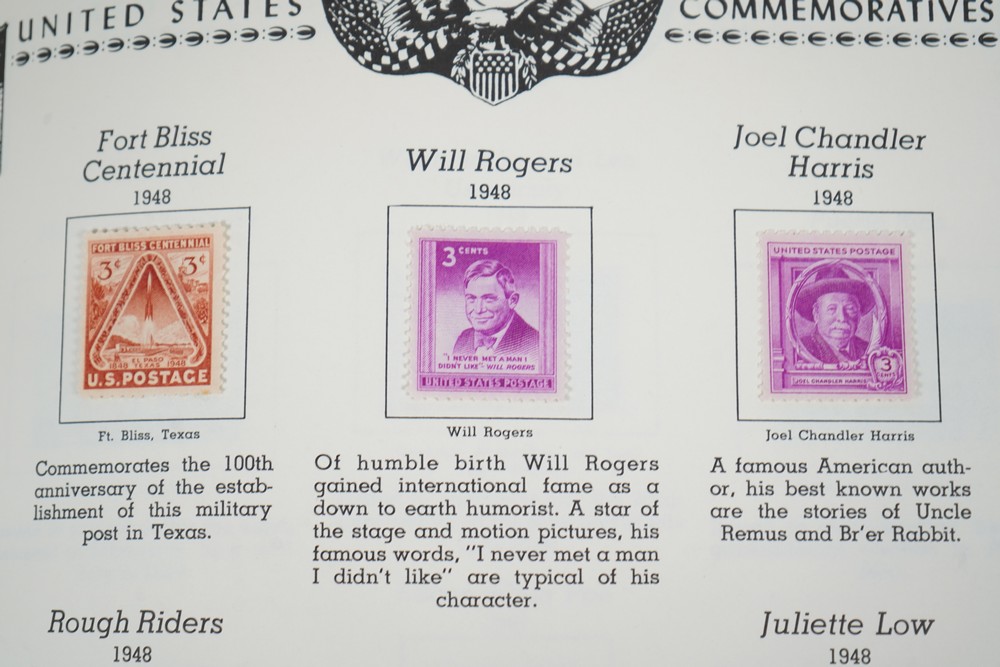 UNITED STATES
COMMEMORATIVES
Fort Bliss
Centennial
1948
FORT BLISS CENTENNIAL
3¢ 3¢
EL PASO
1848 TEXAS 1948
U.S. POSTAGE
Ft. Bliss, Texas
Commemorates the 100th
anniversary of the estab-
lishment of this military
post in Texas.
Will Rogers
1948
3 CENTS
"I NEVER MET A MAN I
DIDN'T LIKE" - WILL ROGERS
UNITED STATES POSTAGE
Will Rogers
Of humble birth Will Rogers
gained international fame as a
down to earth humorist. A star of
the stage and motion pictures, his
famous words, "I never met a man
I didn't like" are typical of his
character.
Joel Chandler
Harris
1948
UNITED STATES POSTAGE
3
CENTS
JOEL CHANDLER HARRIS
Joel Chandler Harris
A famous American auth-
or, his best known works
are the stories of Uncle
Remus and Br'er Rabbit.
Rough Riders
1948
Juliette Low
1948